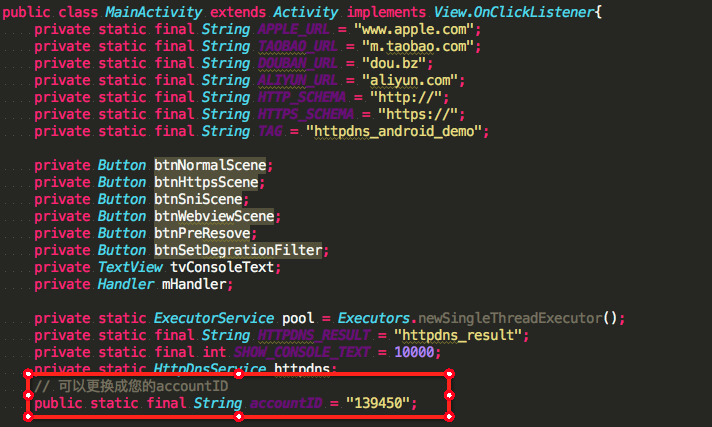 public class MainActivity extends Activity implements View.OnClickListener{
private static final String APPLE_URL = "www.apple.com";
private static final String TAOBAO_URL = "m.taobao.com";
private static final String DOUBAN_URL = "dou.bz";
private static final String ALIYUN_URL = "aliyun.com";
private static final String HTTP_SCHEMA = "http://";
private static final String HTTPS_SCHEMA = "https://";
private static final String TAG = "httpdns_android_demo";
private Button btnNormalScene;
private Button btnHttpsScene;
private Button btnSniScene;
private Button btnWebviewScene;
private Button btnPreResove;
private Button btnSetDegrationFilter;
private TextView tvConsoleText;
private Handler mHandler;
private static ExecutorService pool = Executors.newSingleThreadExecutor();
private static final String HTTPDNS_RESULT = "httpdns_result";
private static final int SHOW_CONSOLE_TEXT = 10000;
private static HttpDnsService httpdns;
// 可以更换成您的accountID
public static final String accountID = "139450";